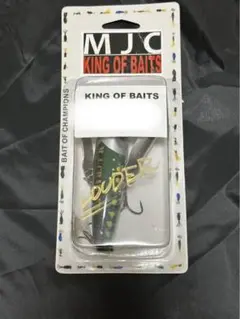 MJC
KING OF BAITS
KING OF BAITS
BAIT OF CHAMPIONS
LOUDER